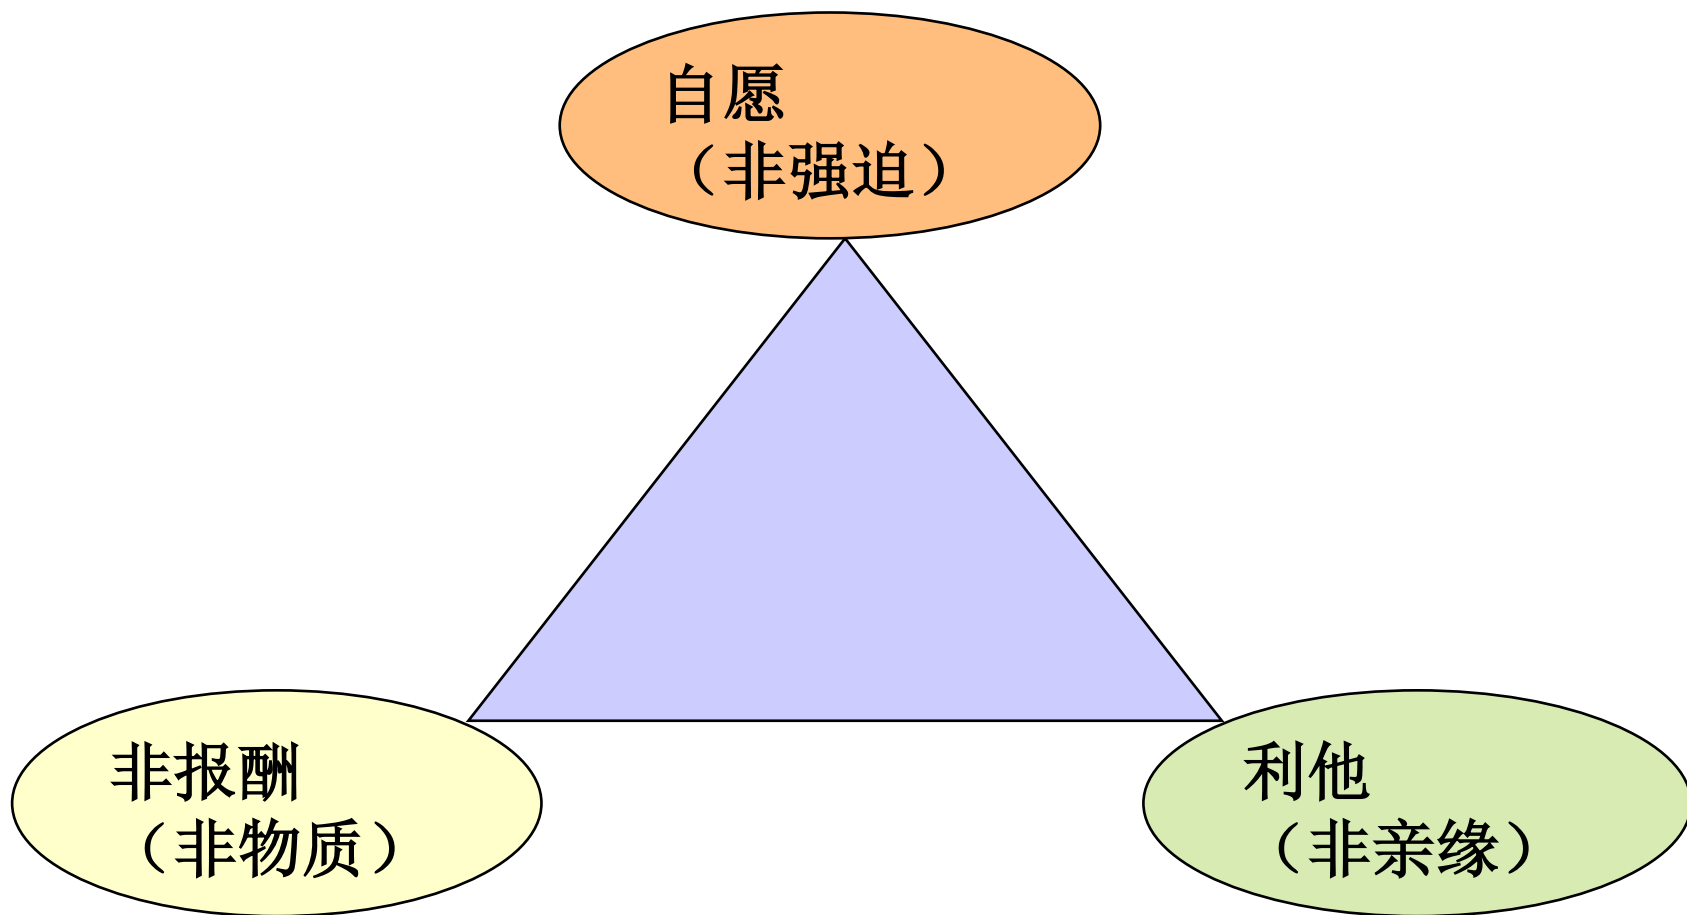 自愿
（非强迫）
非报酬
（非物质）
利他
（非亲缘）